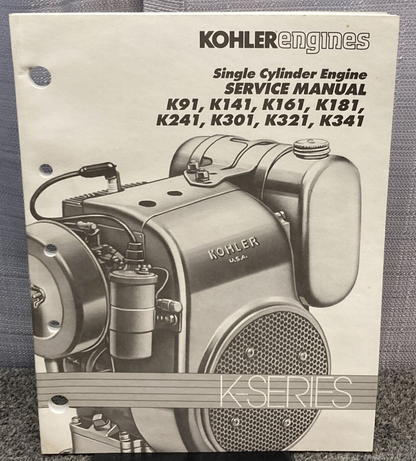 KOHLERengines
Single Cylinder Engine
SERVICE MANUAL
K91, K141, K161, K181,
K241, K301, K321, K341
KOHLER
U.S.A.
K-SERIES